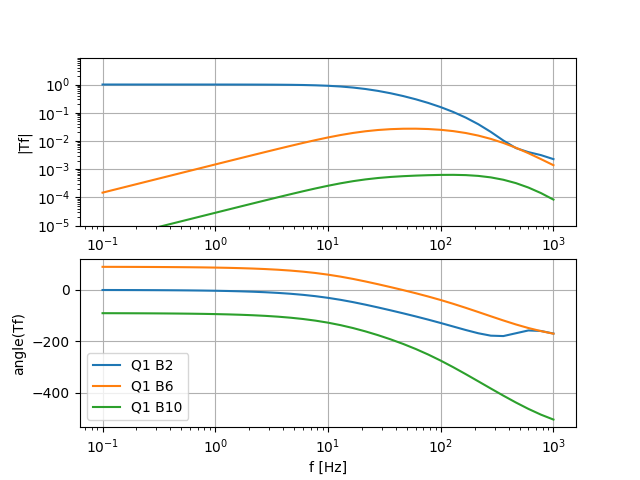 |Tf|
10⁰
10⁻¹
10⁻²
10⁻³
10⁻⁴
10⁻⁵
10⁻¹ 10⁰ 10¹ 10² 10³
angle(Tf)
0
−200
−400
Q1 B2
Q1 B6
Q1 B10
10⁻¹ 10⁰ 10¹ 10² 10³
f [Hz]